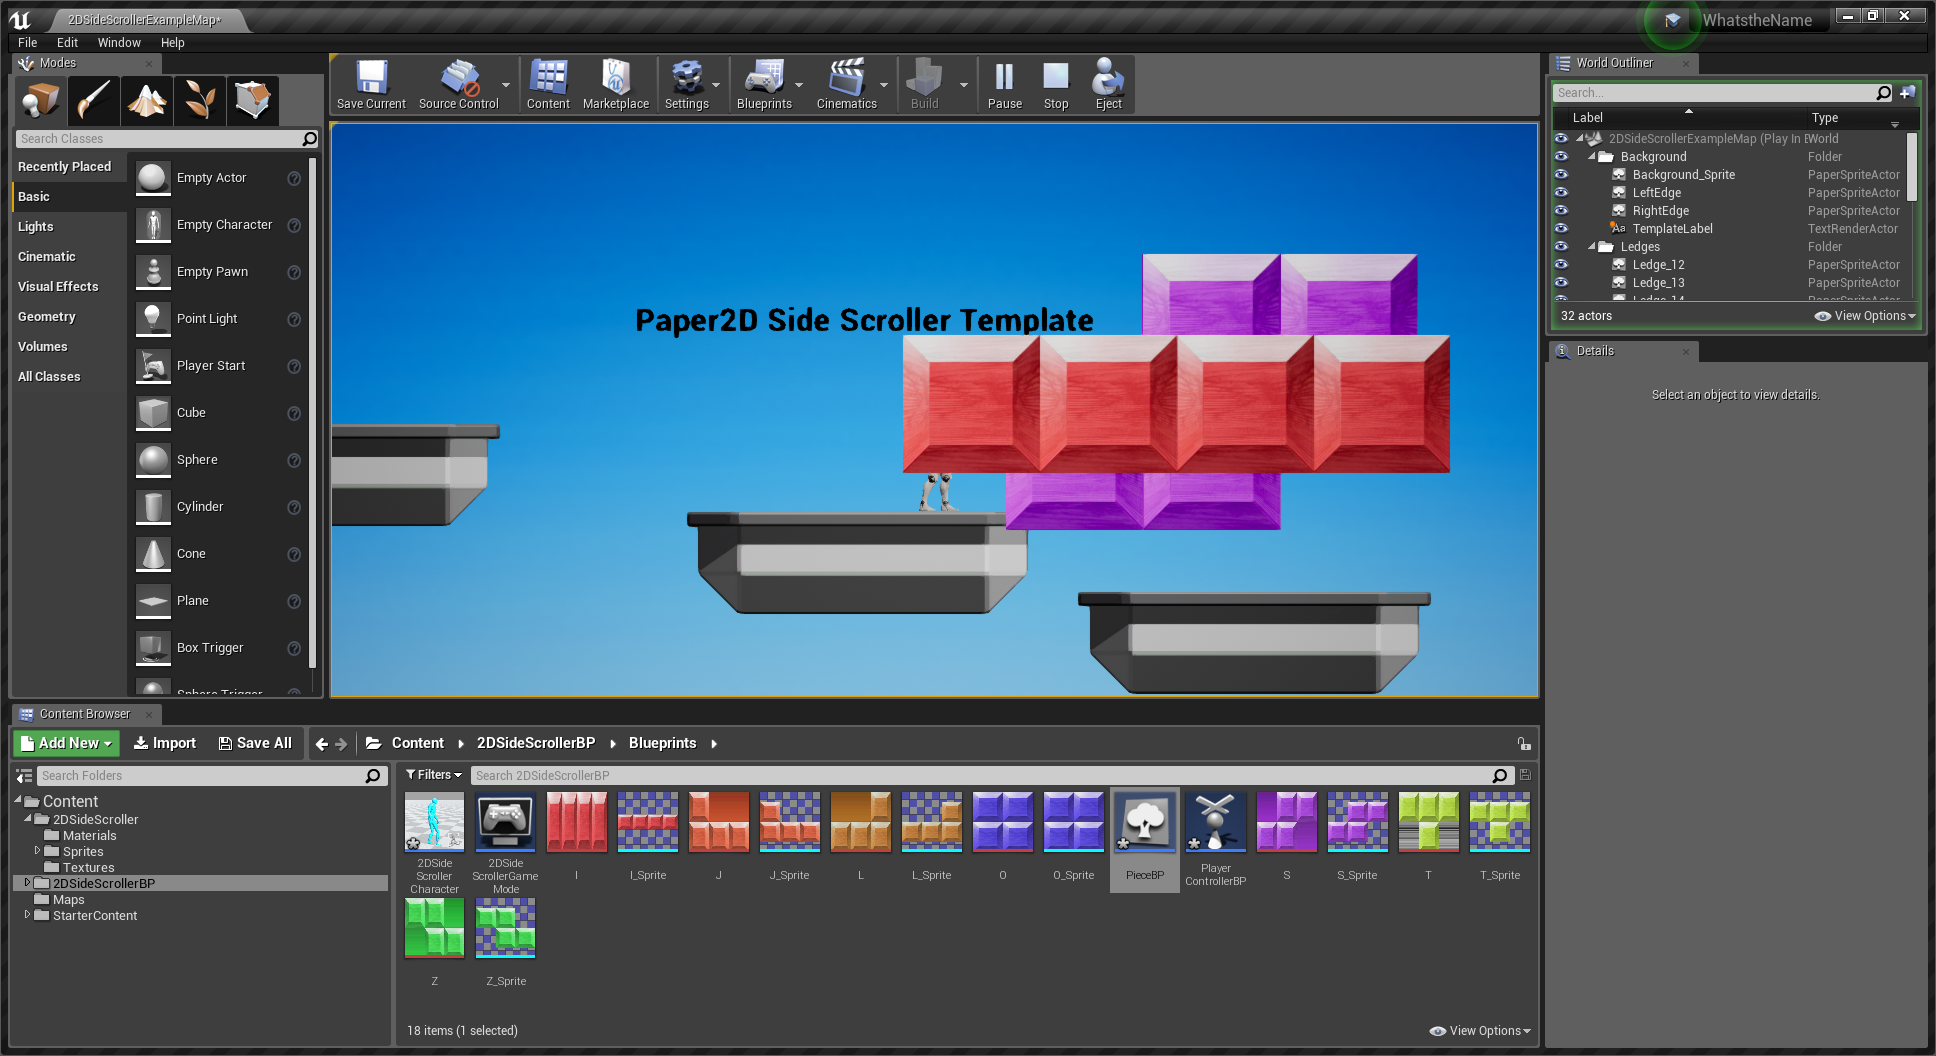 2DSideScrollerExampleMap*
WhatstheName
File Edit Window Help
Modes
Search Classes
Recently Placed
Basic
Lights
Cinematic
Visual Effects
Geometry
Volumes
All Classes
Empty Actor
Empty Character
Empty Pawn
Point Light
Player Start
Cube
Sphere
Cylinder
Cone
Plane
Box Trigger
Sphere Trigger
Save Current Source Control Content Marketplace Settings Blueprints Cinematics Build Pause Stop Eject
Paper2D Side Scroller Template
World Outliner
Search...
Label Type
2DSideScrollerExampleMap (Play In E World
Background Folder
Background_Sprite PaperSpriteActor
LeftEdge PaperSpriteActor
RightEdge PaperSpriteActor
TemplateLabel TextRenderActor
Ledges Folder
Ledge_12 PaperSpriteActor
Ledge_13 PaperSpriteActor
Ledge_14 PaperSpriteActor
32 actors View Options
Details
Select an object to view details.
Content Browser
Add New Import Save All Content 2DSideScrollerBP Blueprints
Search Folders
Content
2DSideScroller
Materials
Sprites
Textures
2DSideScrollerBP
Maps
StarterContent
Filters Search 2DSideScrollerBP
2DSide
Scroller
Character
2DSide
ScrollerGame
Mode
I
I_Sprite
J
J_Sprite
L
L_Sprite
O
O_Sprite
PieceBP
Player
ControllerBP
S
S_Sprite
T
T_Sprite
Z
Z_Sprite
18 items (1 selected) View Options